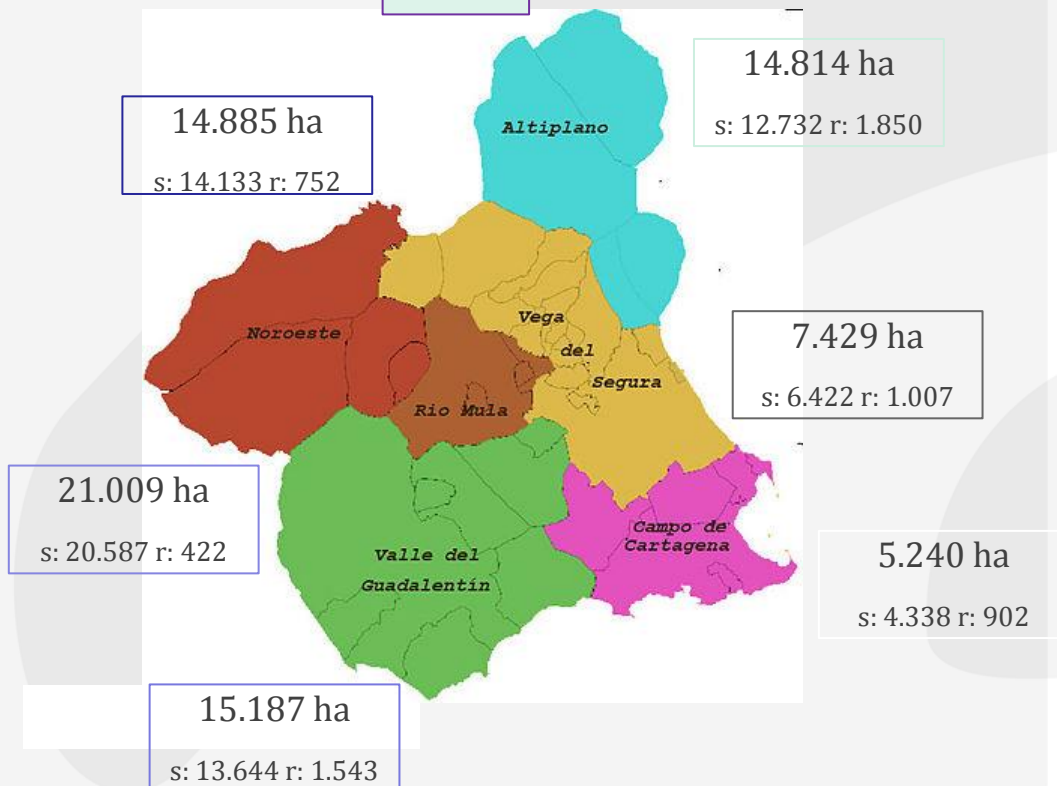 14.814 ha
s: 12.732 r: 1.850
14.885 ha
s: 14.133 r: 752
Altiplano
Noroeste
Vega
del
Segura
7.429 ha
s: 6.422 r: 1.007
Rio Mula
21.009 ha
s: 20.587 r: 422
Valle del
Guadalentín
Campo de
Cartagena
5.240 ha
s: 4.338 r: 902
15.187 ha
s: 13.644 r: 1.543